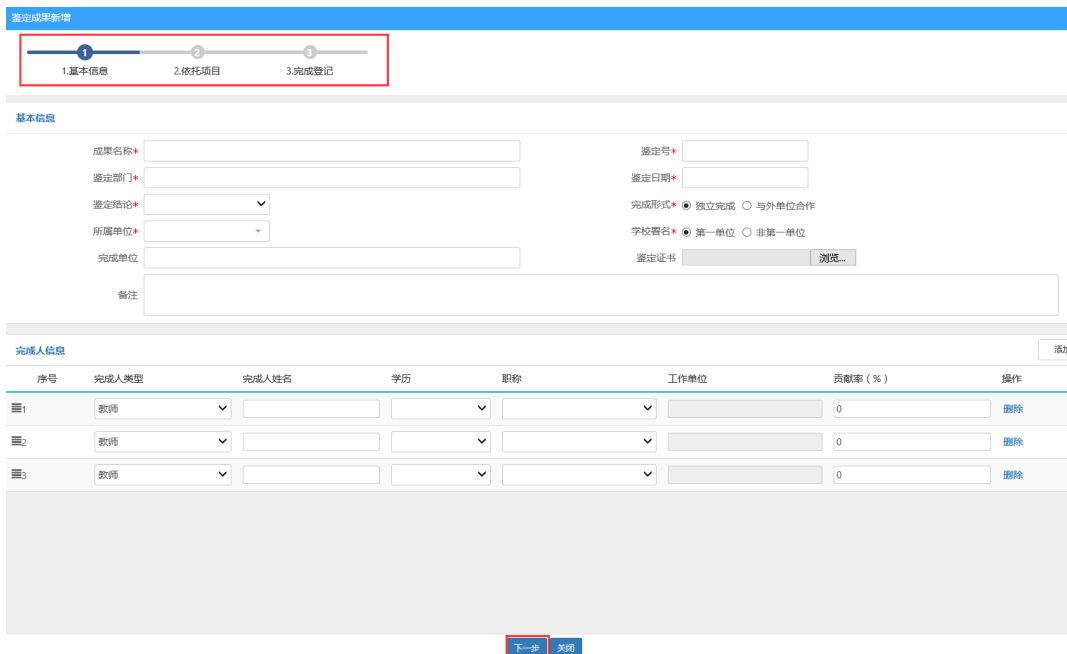 鉴定成果新增
1 2 3
1.基本信息 2.依托项目 3.完成登记
基本信息
成果名称* 鉴定号*
鉴定部门* 鉴定日期*
鉴定结论* 完成形式* 独立完成 与外单位合作
所属单位* 学校署名* 第一单位 非第一单位
完成单位 鉴定证书 浏览...
备注
完成人信息 添加
序号 完成人类型 完成人姓名 学历 职称 工作单位 贡献率(%) 操作
1 教师 0 删除
2 教师 0 删除
3 教师 0 删除
下一步 关闭